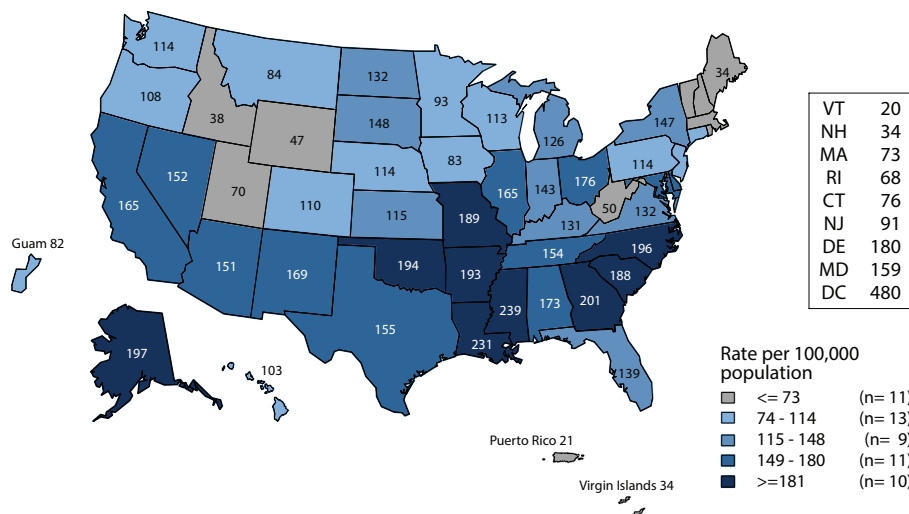 114
34
84
132
93
108
148
113
147
38
126
47
83
114
114
152
70
176
165
143
50
110
132
165
115
189
131
Guam 82
196
154
151
194
193
188
169
201
173
239
155
231
197
103
139
VT 20
NH 34
MA 73
RI 68
CT 76
NJ 91
DE 180
MD 159
DC 480
Rate per 100,000
population
<= 73 (n= 11)
74 - 114 (n= 13)
115 - 148 (n= 9)
149 - 180 (n= 11)
>=181 (n= 10)
Puerto Rico 21
Virgin Islands 34